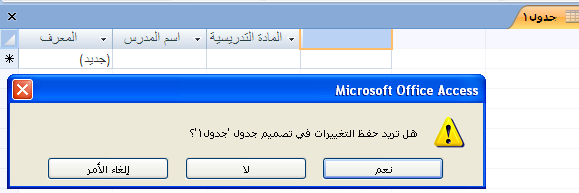 جدول١
المعرف اسم المدرس المادة التدريسية
(جديد)
Microsoft Office Access
هل تريد حفظ التغييرات في تصميم جدول 'جدول١'؟
نعم لا إلغاء الأمر